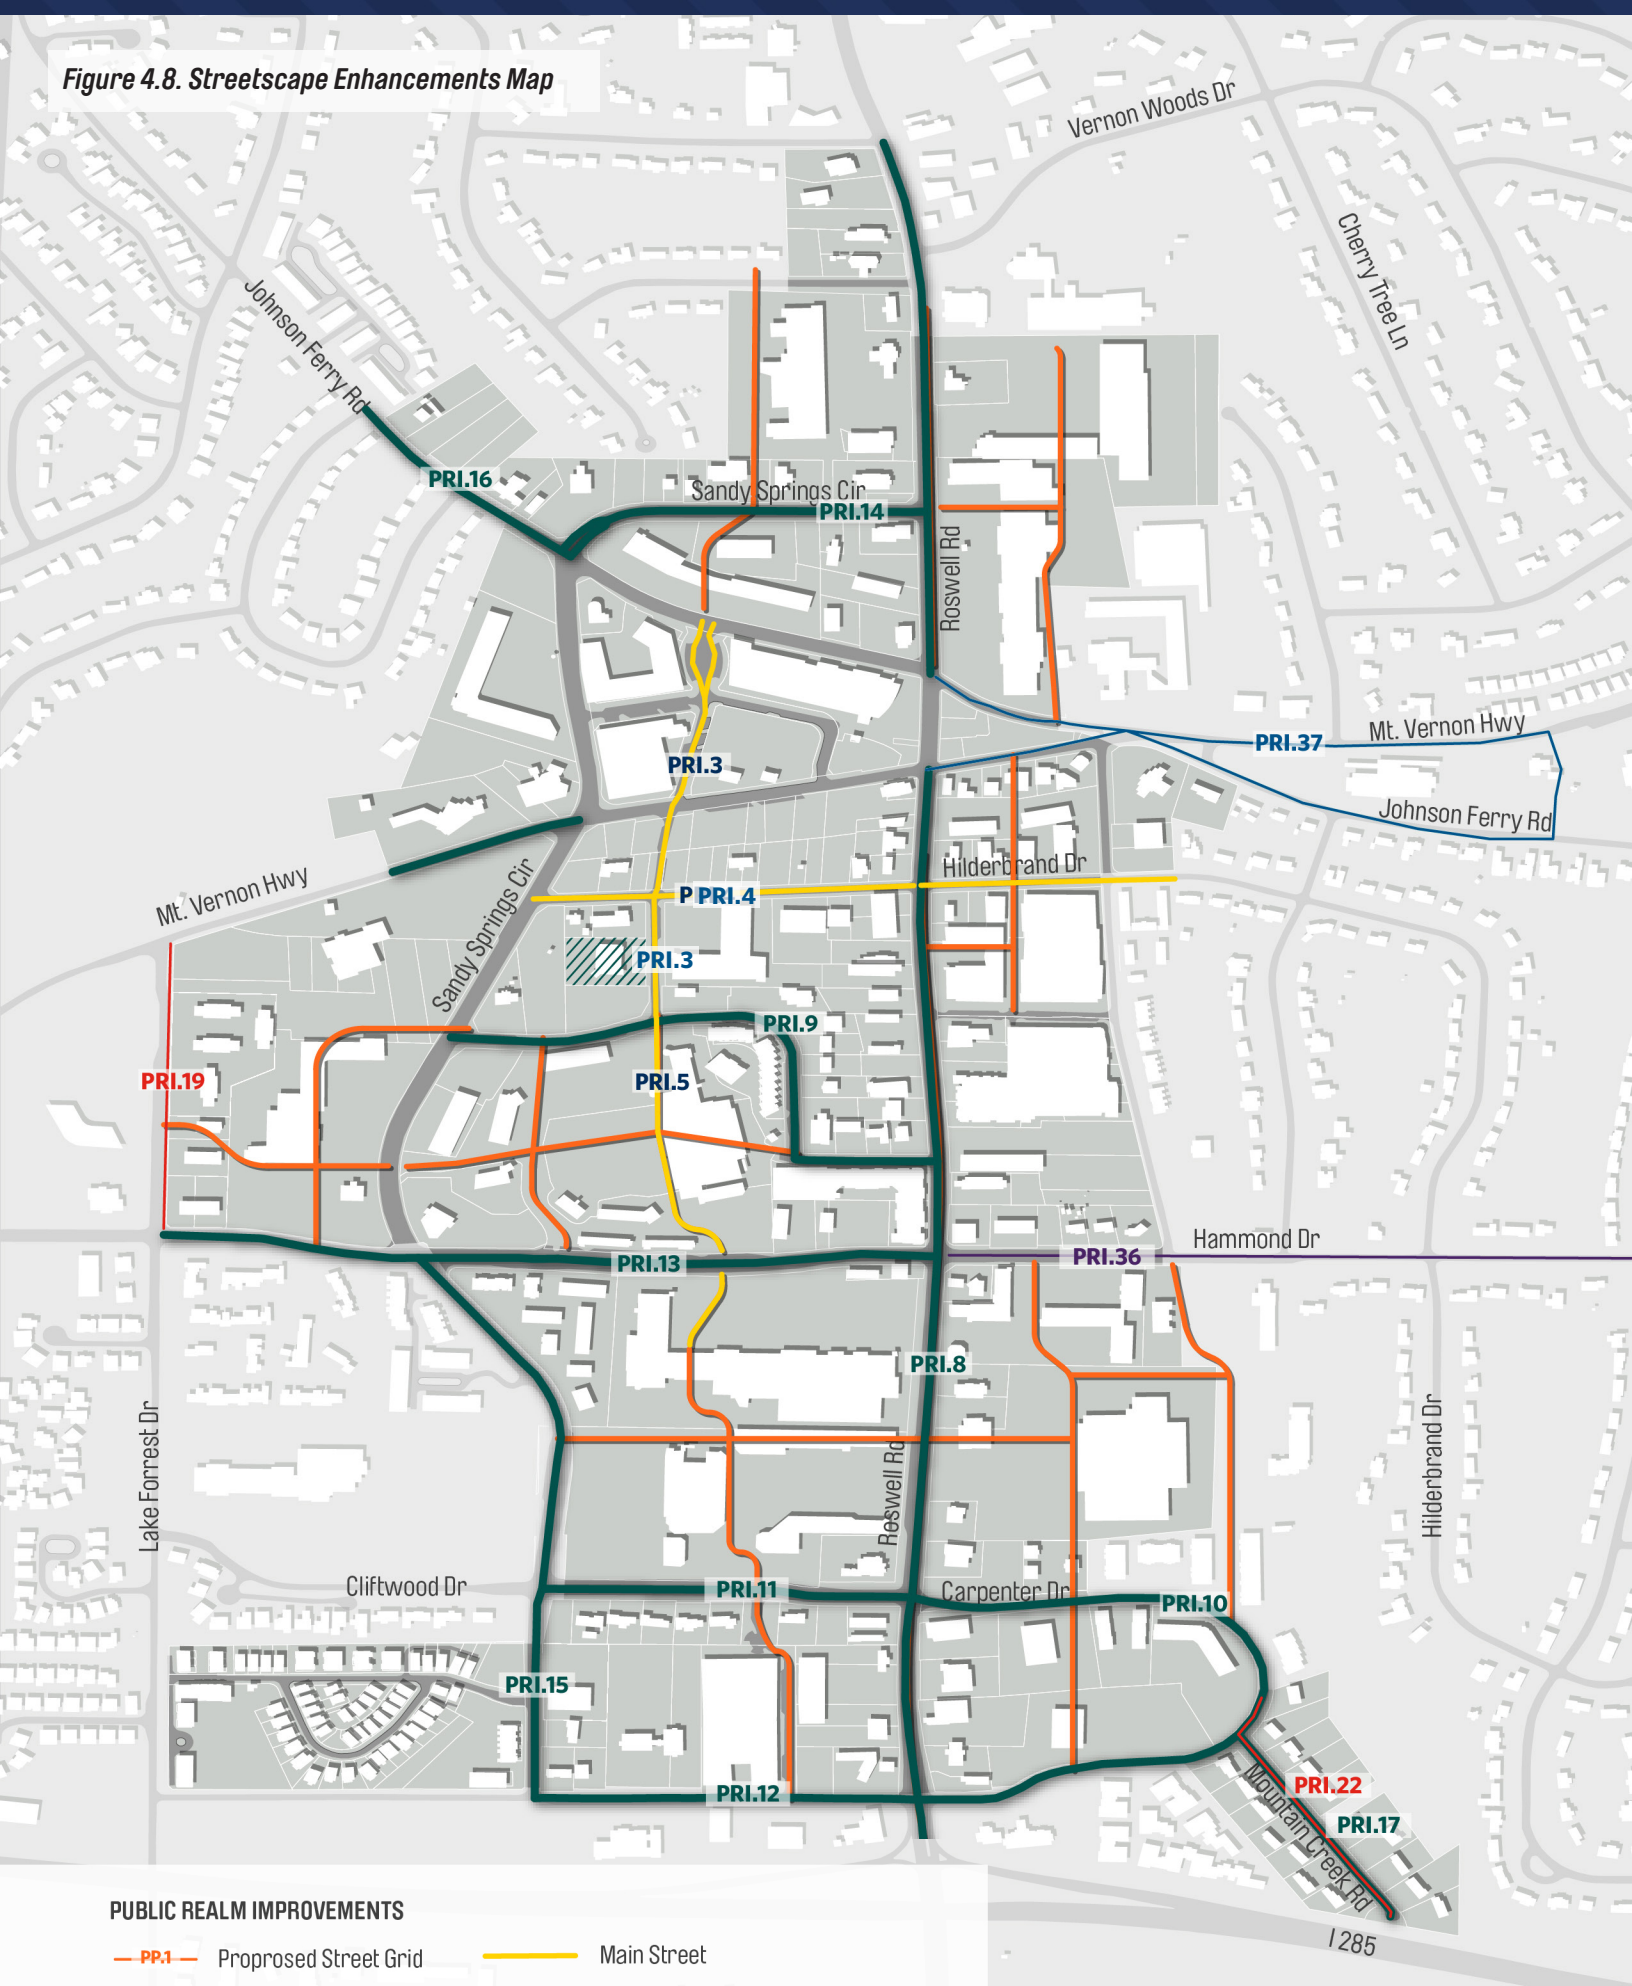 Figure 4.8. Streetscape Enhancements Map
Vernon Woods Dr
Cherry Tree Ln
Johnson Ferry Rd
PRI.16
Sandy Springs Cir
PRI.14
Roswell Rd
Mt. Vernon Hwy
PRI.37
PRI.3
Johnson Ferry Rd
Hilderbrand Dr
Mt. Vernon Hwy
P PRI.4
Sandy Springs Cir
PRI.3
PRI.9
PRI.19
PRI.5
Hammond Dr
PRI.36
PRI.13
PRI.8
Lake Forrest Dr
Hilderbrand Dr
Roswell Rd
Cliftwood Dr
PRI.11
Carpenter Dr
PRI.10
PRI.15
PRI.12
PRI.22
Mountain Creek Rd
PRI.17
I 285
PUBLIC REALM IMPROVEMENTS
PP.1 Proprosed Street Grid
Main Street